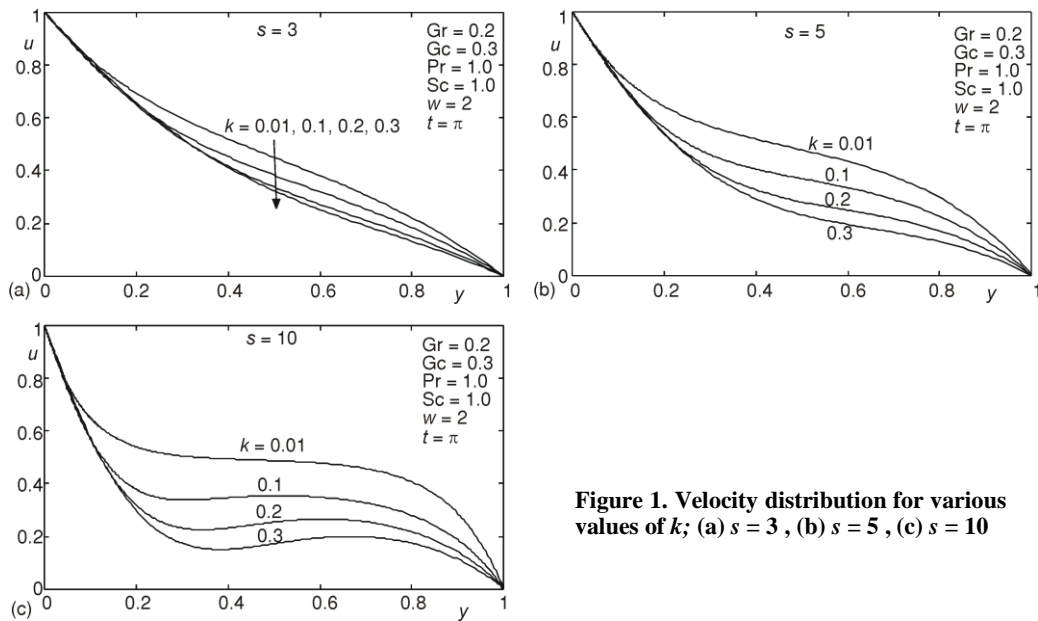 1
u
0.8
0.6
0.4
0.2
0
0
0.2
0.4
0.6
y
0.8
1
(a)
s = 3
Gr = 0.2
Gc = 0.3
Pr = 1.0
Sc = 1.0
w = 2
t = π
k = 0.01, 0.1, 0.2, 0.3
1
u
0.8
0.6
0.4
0.2
0
0
0.2
0.4
0.6
y
0.8
1
(b)
s = 5
Gr = 0.2
Gc = 0.3
Pr = 1.0
Sc = 1.0
w = 2
t = π
k = 0.01
0.1
0.2
0.3
1
u
0.8
0.6
0.4
0.2
0
0
0.2
0.4
0.6
0.8
y
1
(c)
s = 10
Gr = 0.2
Gc = 0.3
Pr = 1.0
Sc = 1.0
w = 2
t = π
k = 0.01
0.1
0.2
0.3
Figure 1. Velocity distribution for various
values of k; (a) s = 3 , (b) s = 5 , (c) s = 10